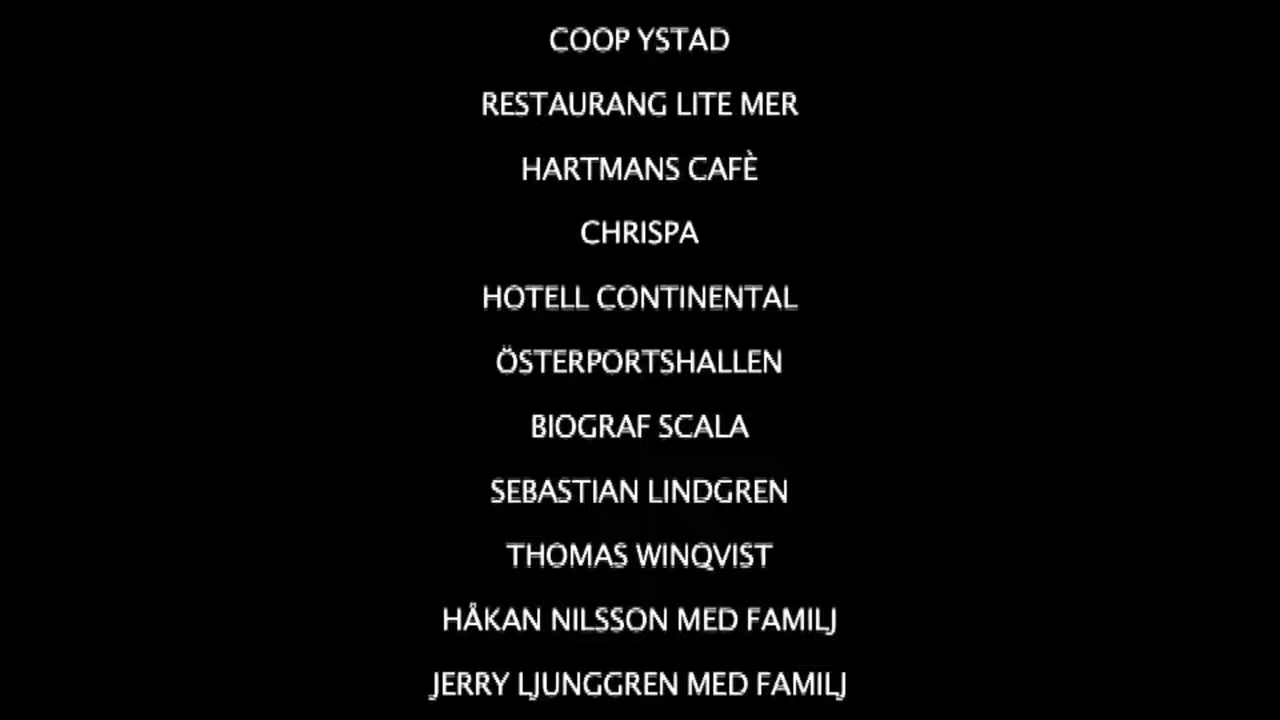 COOP YSTAD
RESTAURANG LITE MER
HARTMANS CAFÈ
CHRISPA
HOTELL CONTINENTAL
ÖSTERPORTSHALLEN
BIOGRAF SCALA
SEBASTIAN LINDGREN
THOMAS WINQVIST
HÅKAN NILSSON MED FAMILJ
JERRY LJUNGGREN MED FAMILJ